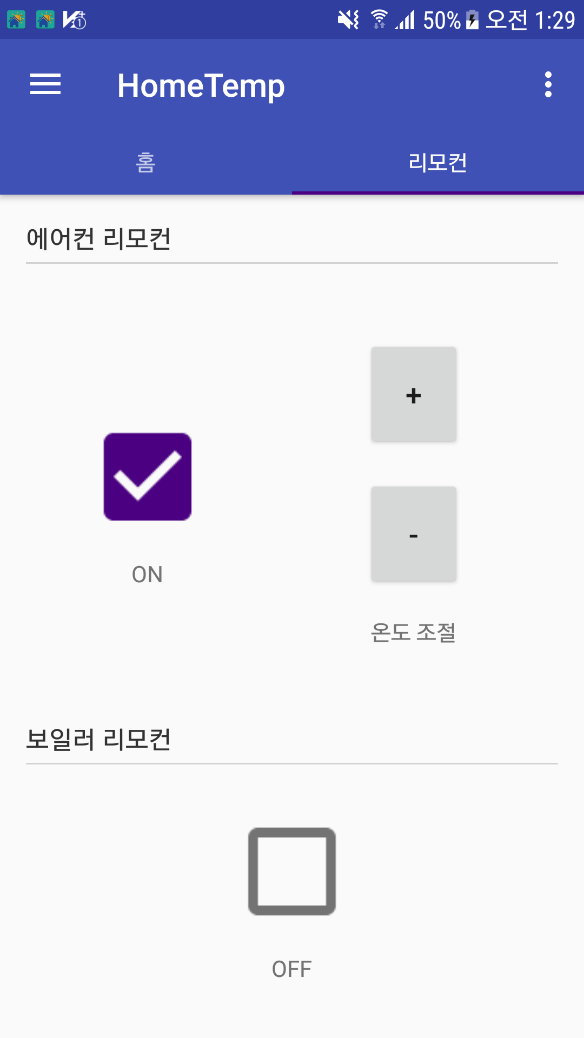 50% 오전 1:29
HomeTemp
홈 리모컨
에어컨 리모컨
+
-
ON
온도 조절
보일러 리모컨
OFF